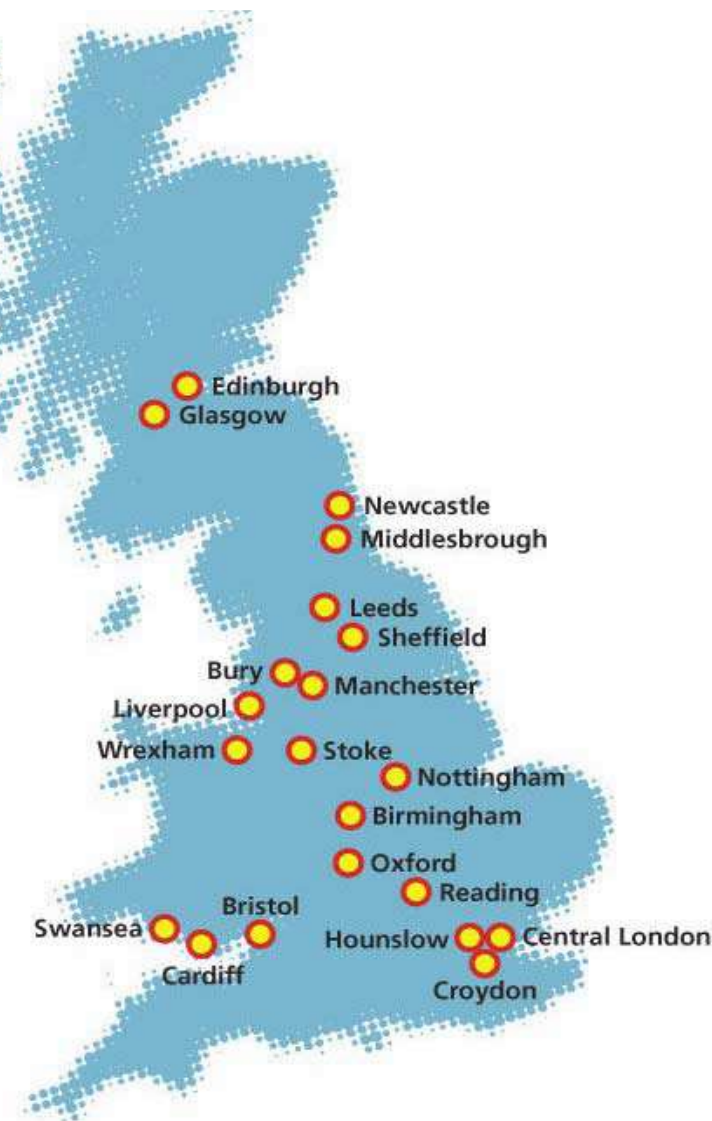 Edinburgh
Glasgow
Newcastle
Middlesbrough
Leeds
Sheffield
Bury
Manchester
Liverpool
Wrexham
Stoke
Nottingham
Birmingham
Oxford
Reading
Bristol
Swansea
Hounslow
Central London
Cardiff
Croydon